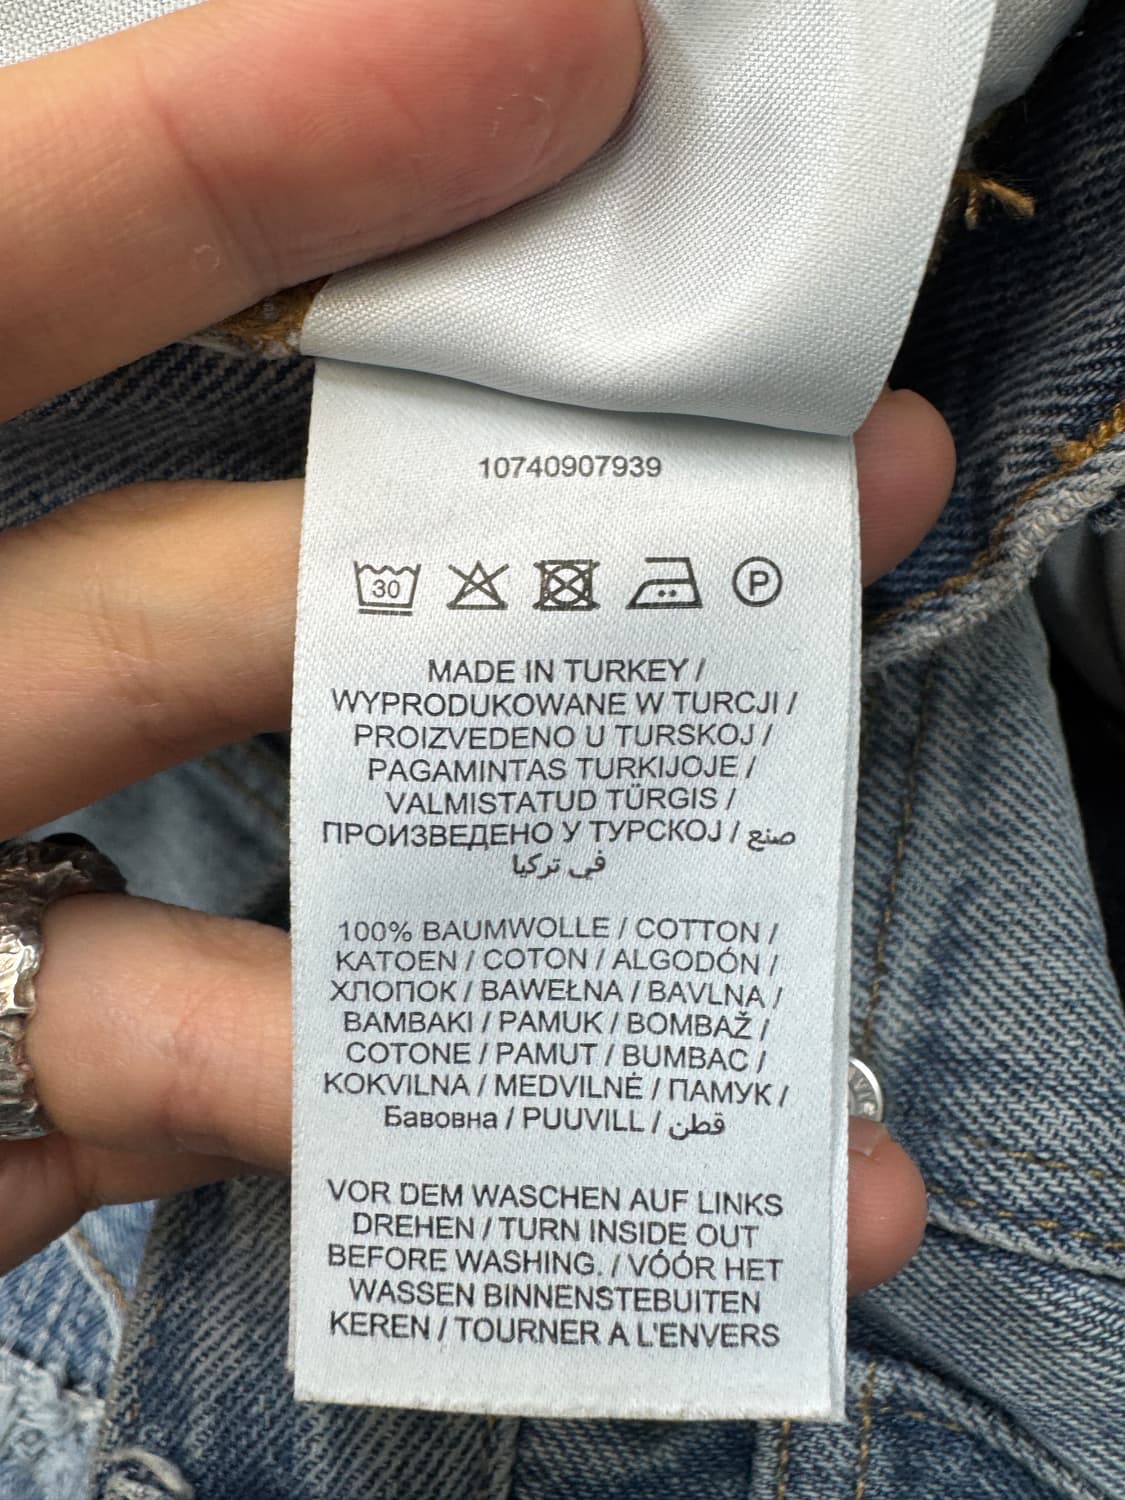 10740907939
30 P
MADE IN TURKEY /
WYPRODUKOWANE W TURCJI /
PROIZVEDENO U TURSKOJ /
PAGAMINTAS TURKIJOJE /
VALMISTATUD TÜRGIS /
ПРОИЗВЕДЕНО У ТУРСКОЈ / صنع
في تركيا
100% BAUMWOLLE / COTTON /
KATOEN / COTON / ALGODÓN /
ХЛОПОК / BAWEŁNA / BAVLNA /
BAMBAKI / PAMUK / BOMBAŽ /
COTONE / PAMUT / BUMBAC /
KOKVILNA / MEDVILNĖ / ПАМУК /
Бавовна / PUUVILL / قطن
VOR DEM WASCHEN AUF LINKS
DREHEN / TURN INSIDE OUT
BEFORE WASHING. / VÓÓR HET
WASSEN BINNENSTEBUITEN
KEREN / TOURNER A L'ENVERS